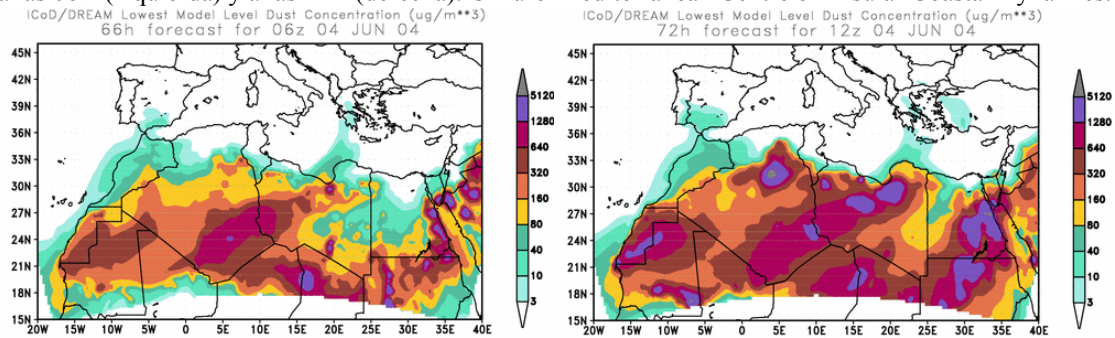 (izquierda) y a las (derecha).
ICoD/DREAM Lowest Model Level Dust Concentration (ug/m**3)
66h forecast for 06z 04 JUN 04
45N
42N
39N
36N
33N
30N
27N
24N
21N
18N
15N
20W 15W 10W 5W 0 5E 10E 15E 20E 25E 30E 35E 40E
5120
1280
640
320
160
80
40
10
3
ICoD/DREAM Lowest Model Level Dust Concentration (ug/m**3)
72h forecast for 12z 04 JUN 04
45N
42N
39N
36N
33N
30N
27N
24N
21N
18N
15N
20W 15W 10W 5W 0 5E 10E 15E 20E 25E 30E 35E 40E
5120
1280
640
320
160
80
40
10
3